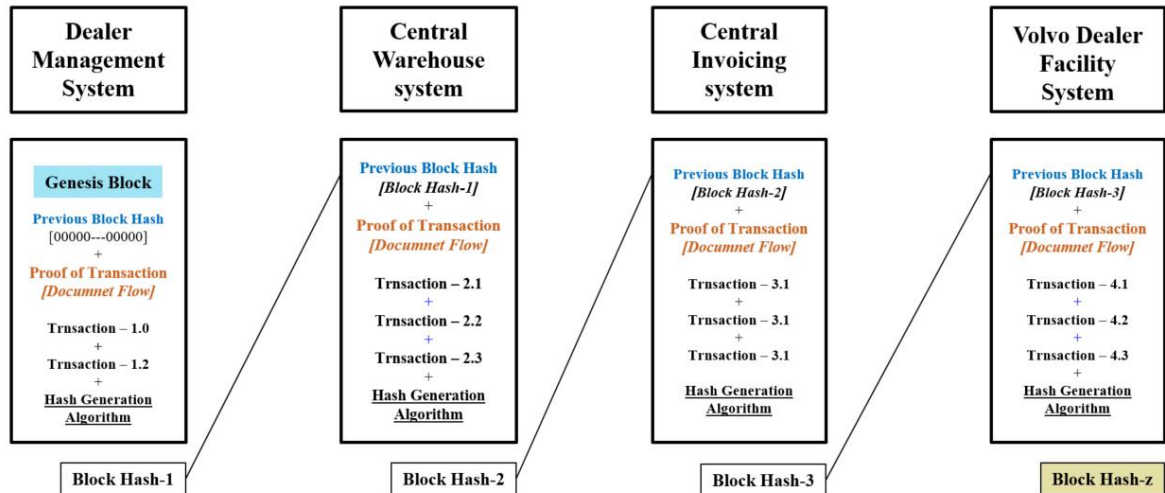 Dealer
Management
System
Central
Warehouse
system
Central
Invoicing
system
Volvo Dealer
Facility
System
Genesis Block
Previous Block Hash
[00000---00000]
+
Proof of Transaction
[Documnet Flow]
Trnsaction – 1.0
+
Trnsaction – 1.2
+
Hash Generation
Algorithm
Block Hash-1
Previous Block Hash
[Block Hash-1]
+
Proof of Transaction
[Documnet Flow]
Trnsaction – 2.1
+
Trnsaction – 2.2
+
Trnsaction – 2.3
+
Hash Generation
Algorithm
Block Hash-2
Previous Block Hash
[Block Hash-2]
+
Proof of Transaction
[Documnet Flow]
Trnsaction – 3.1
+
Trnsaction – 3.1
+
Trnsaction – 3.1
Hash Generation
Algorithm
Block Hash-3
Previous Block Hash
[Block Hash-3]
+
Proof of Transaction
[Documnet Flow]
Trnsaction – 4.1
+
Trnsaction – 4.2
+
Trnsaction – 4.3
+
Hash Generation
Algorithm
Block Hash-z